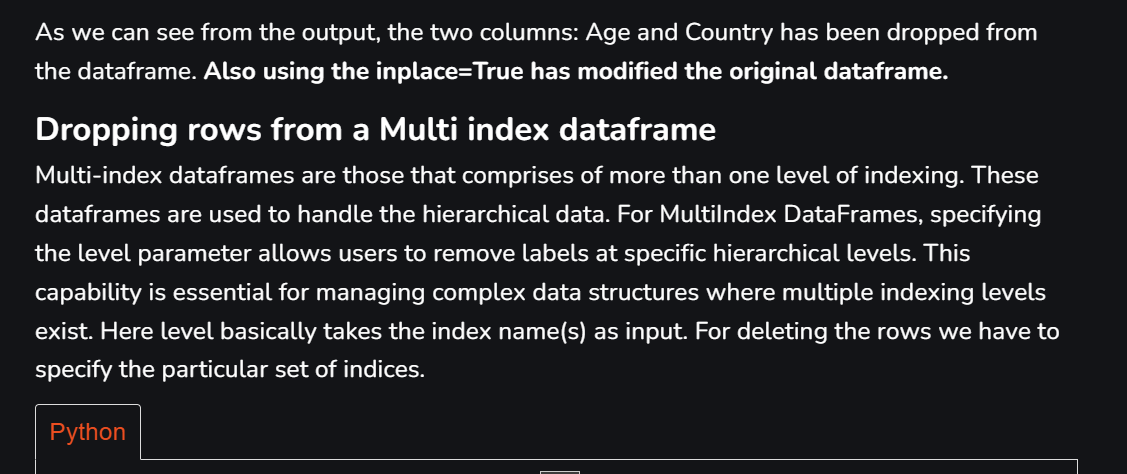 As we can see from the output, the two columns: Age and Country has been dropped from
the dataframe. Also using the inplace=True has modified the original dataframe.
Dropping rows from a Multi index dataframe
Multi-index dataframes are those that comprises of more than one level of indexing. These
dataframes are used to handle the hierarchical data. For MultiIndex DataFrames, specifying
the level parameter allows users to remove labels at specific hierarchical levels. This
capability is essential for managing complex data structures where multiple indexing levels
exist. Here level basically takes the index name(s) as input. For deleting the rows we have to
specify the particular set of indices.
Python